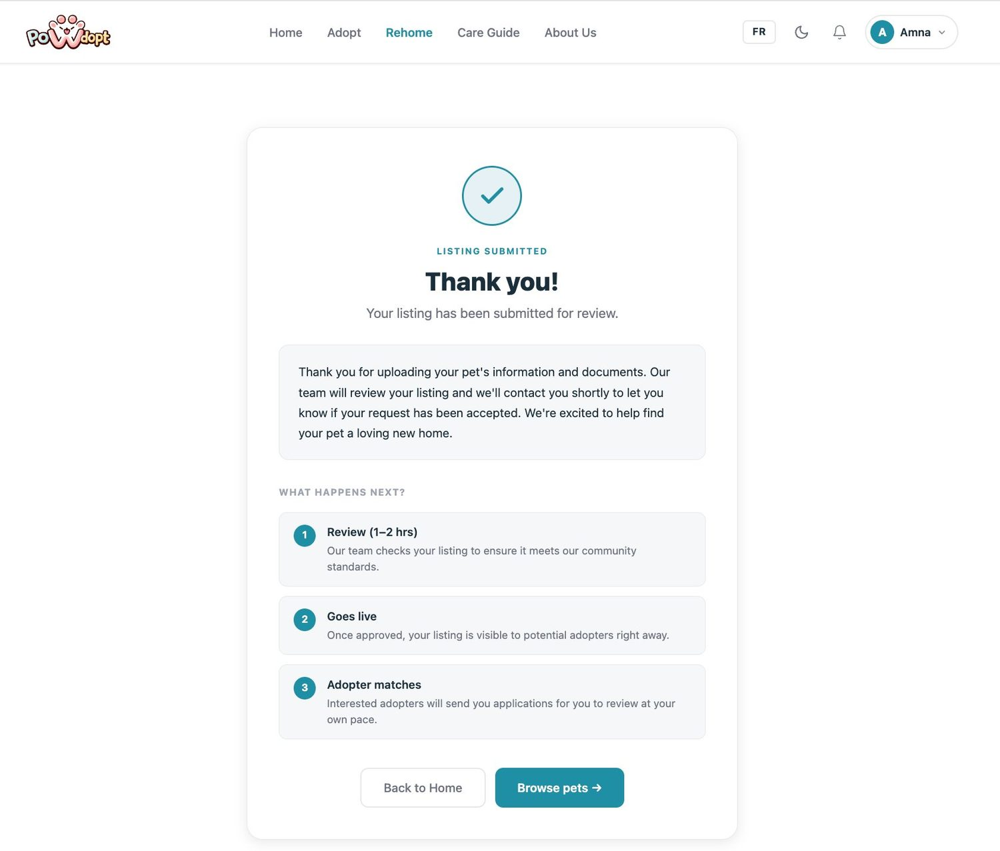 PoWdopt
Home
Adopt
Rehome
Care Guide
About Us
FR
A
Amna
LISTING SUBMITTED
Thank you!
Your listing has been submitted for review.
Thank you for uploading your pet's information and documents. Our
team will review your listing and we'll contact you shortly to let you
know if your request has been accepted. We're excited to help find
your pet a loving new home.
WHAT HAPPENS NEXT?
1
Review (1–2 hrs)
Our team checks your listing to ensure it meets our community
standards.
2
Goes live
Once approved, your listing is visible to potential adopters right away.
3
Adopter matches
Interested adopters will send you applications for you to review at your
own pace.
Back to Home
Browse pets →